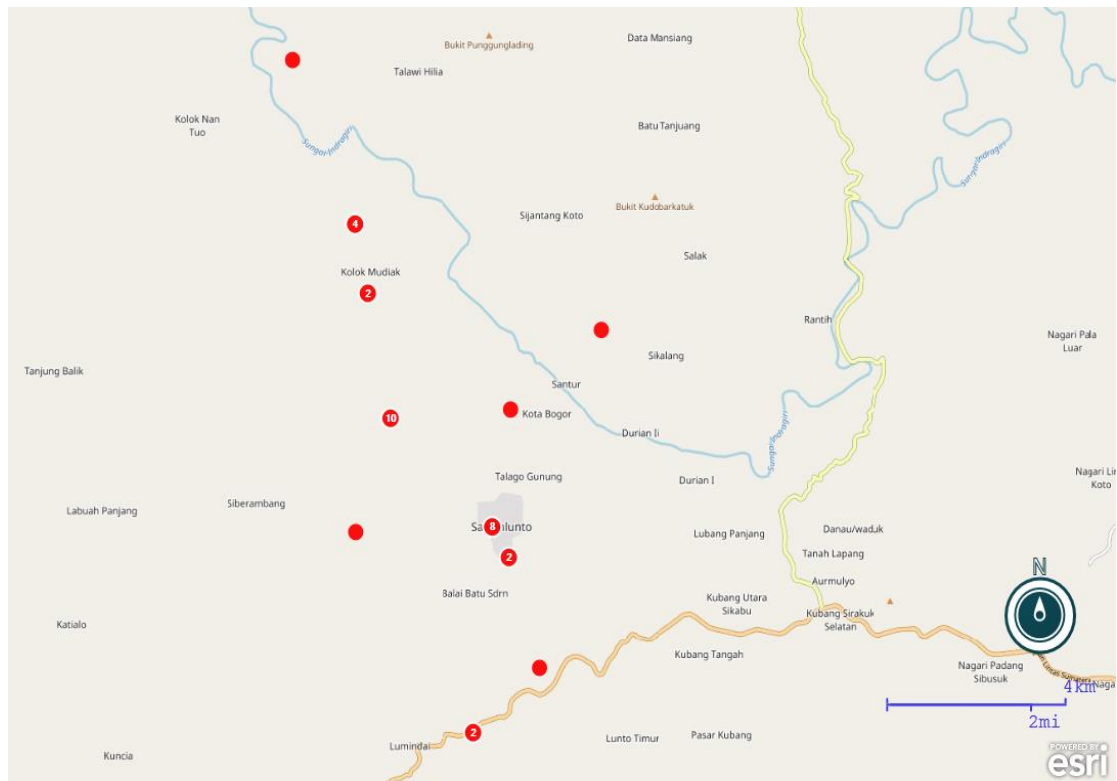 Data Mansiang
Bukit Punggunglading
Talawi Hilia
Kolok Nan
Tuo
Batu Tanjuang
Sungai Indragiri
Sungai Indragiri
4
Bukit Kudobarkatuk
Sijantang Koto
Salak
Kolok Mudiak
2
Rantih
Nagari Pala
Luar
Sikalang
Tanjung Balik
Santur
10
Kota Bogor
Durian Ii
Sungai Indragiri
Talago Gunung
Durian I
Nagari Lin
Koto
Siberambang
Labuah Panjang
8
Lubang Panjang
Danau/waduk
2
Tanah Lapang
N
Aurmulyo
Balai Batu Sdrn
Kubang Utara
Sikabu
Kubang Sirakuk
Selatan
Katialo
Kubang Tangah
Nagari Padang
Sibusuk
Lintas Sumatera
4km
Naga
2mi
2
Lumindai
Lunto Timur
Pasar Kubang
Kuncia
POWERED BY
esri